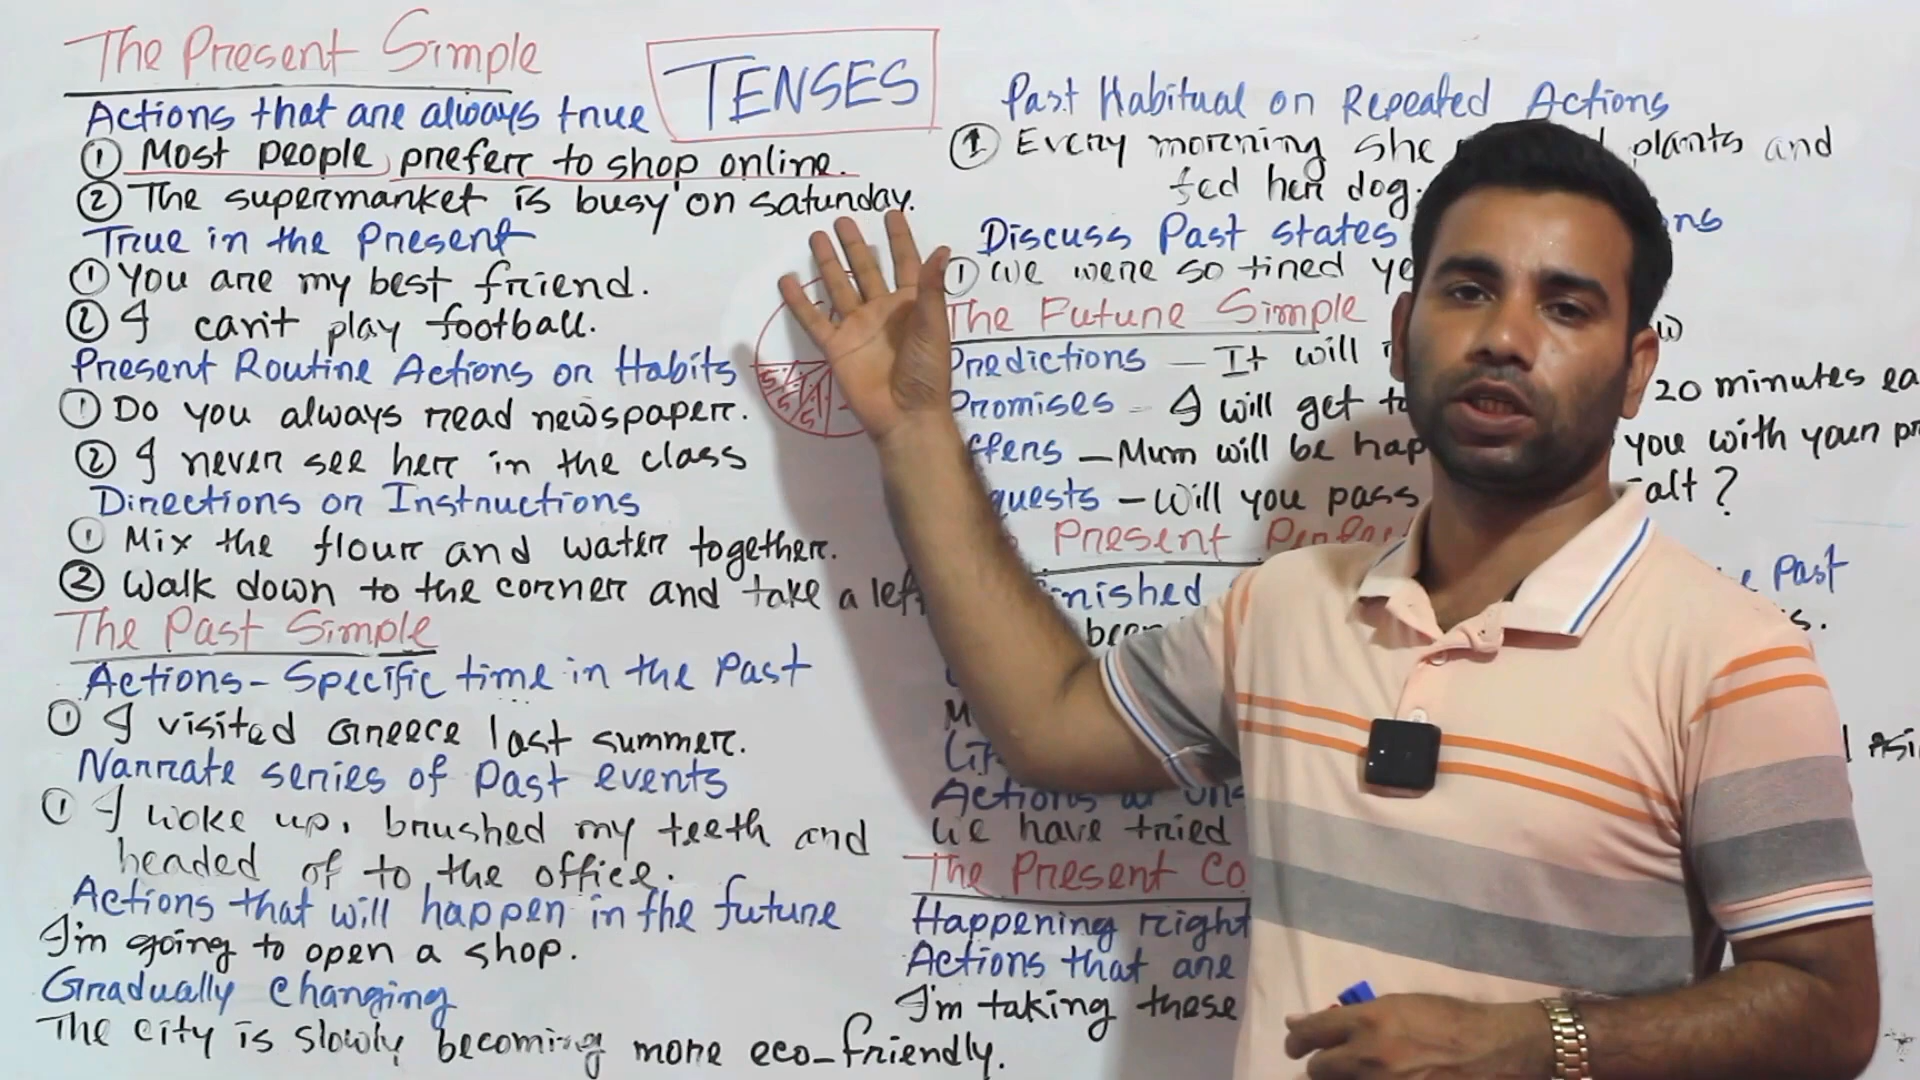 The Present Simple
TENSES
Actions that are always true
① Most people prefer to shop online.
② The supermarket is busy on saturday.
True in the Present
① You are my best friend.
② I can't play football.
Present Routine Actions or Habits
① Do you always read newspaper.
② I never see her in the class
Directions or Instructions
① Mix the flour and water together.
② Walk down to the corner and take a left
The Past Simple
Actions - Specific time in the Past
① I visited Greece last summer.
Narrate series of Past events
① I woke up, brushed my teeth and
headed of to the office.
Actions that will happen in the future
I'm going to open a shop.
Gradually Changing
The city is slowly becoming more eco-friendly.
5 5 5
Past Habitual or Repeated Actions
① Every morning she plants and
fed her dog.
Discuss Past states
① We were so tired
The Future Simple
Predictions - It will
Promises - I will get 20 minutes
- Mum will be you with your
- Will you pass ?
Present
Past
been
Actions
We have tried
The Present
Happening right
Actions that are
I'm taking these